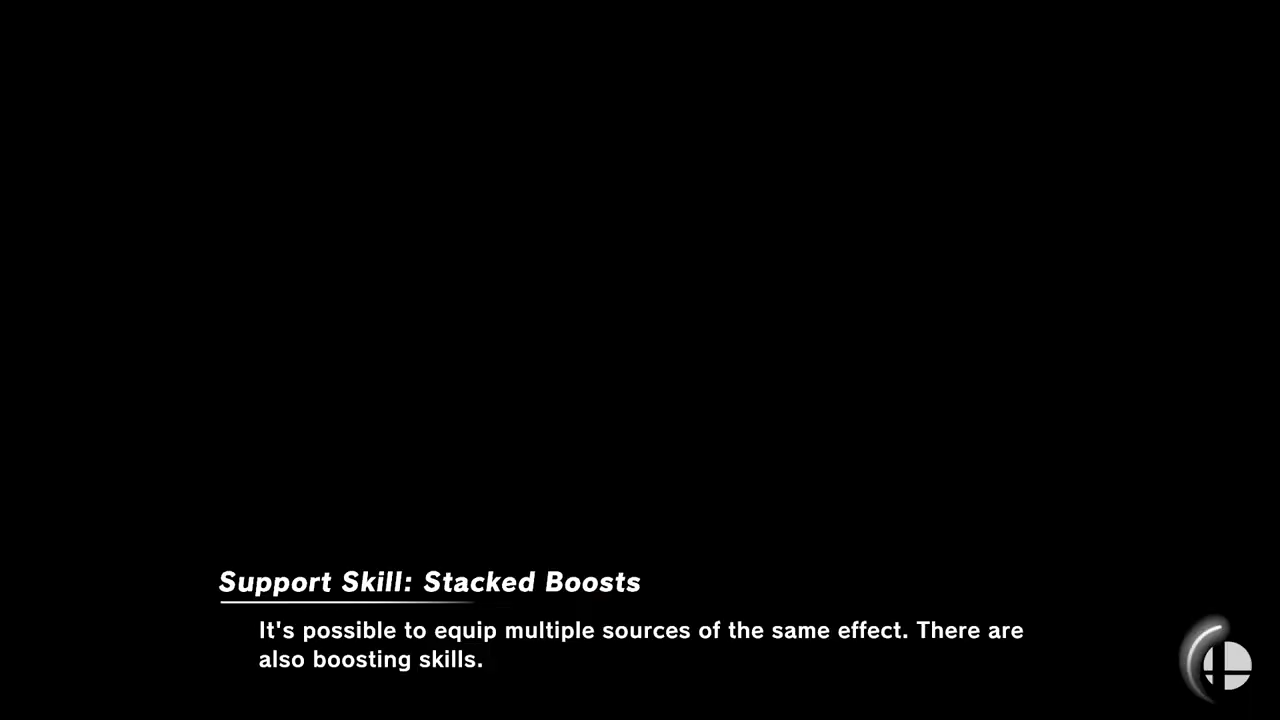 Support Skill: Stacked Boosts
It's possible to equip multiple sources of the same effect. There are
also boosting skills.